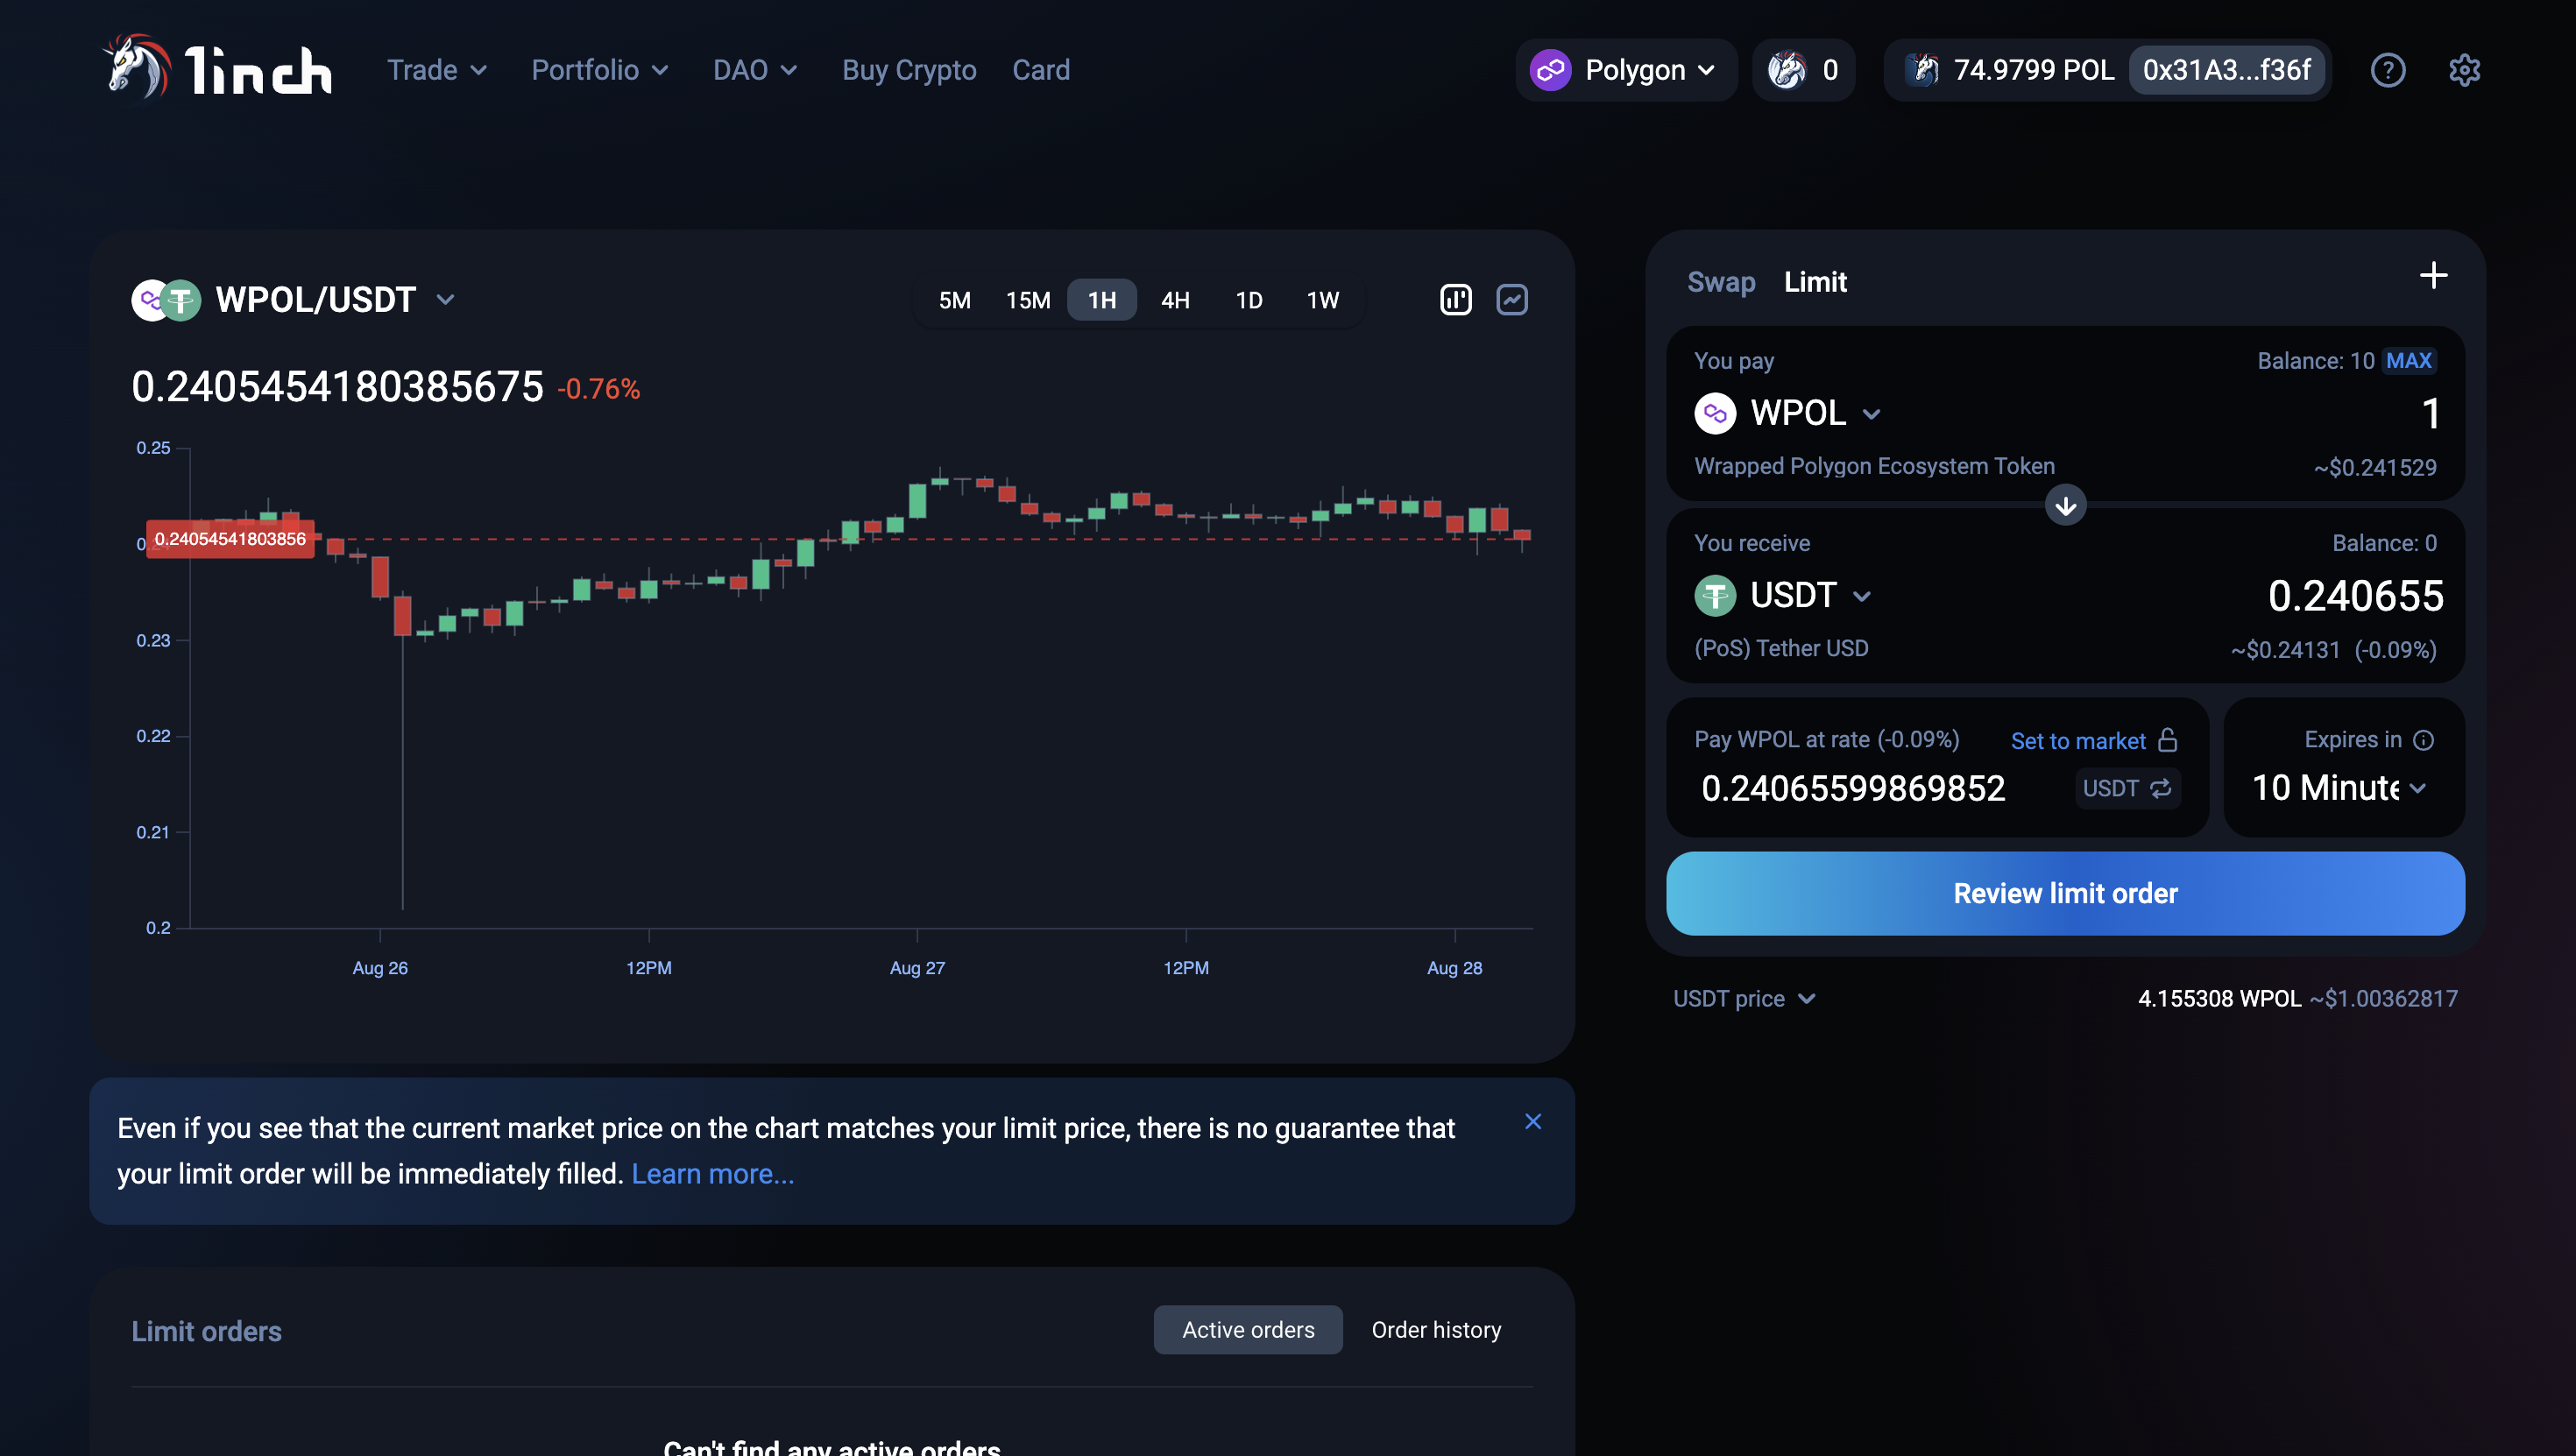 1inch
Trade
Portfolio
DAO
Buy Crypto
Card
Polygon
0
74.9799 POL
0x31A3...f36f
WPOL/USDT
5M
15M
1H
4H
1D
1W
0.2405454180385675
-0.76%
0.25
0.24054541803856
0.23
0.22
0.21
0.2
Aug 26
12PM
Aug 27
12PM
Aug 28
Swap
Limit
You pay
Balance: 10 MAX
WPOL
1
Wrapped Polygon Ecosystem Token
~$0.241529
You receive
Balance: 0
USDT
0.240655
(PoS) Tether USD
~$0.24131 (-0.09%)
Pay WPOL at rate (-0.09%)
Set to market
0.24065599869852
USDT
Expires in
10 Minute
Review limit order
USDT price
4.155308 WPOL ~$1.00362817
Even if you see that the current market price on the chart matches your limit price, there is no guarantee that
your limit order will be immediately filled. Learn more...
Limit orders
Active orders
Order history
Can't find any active orders